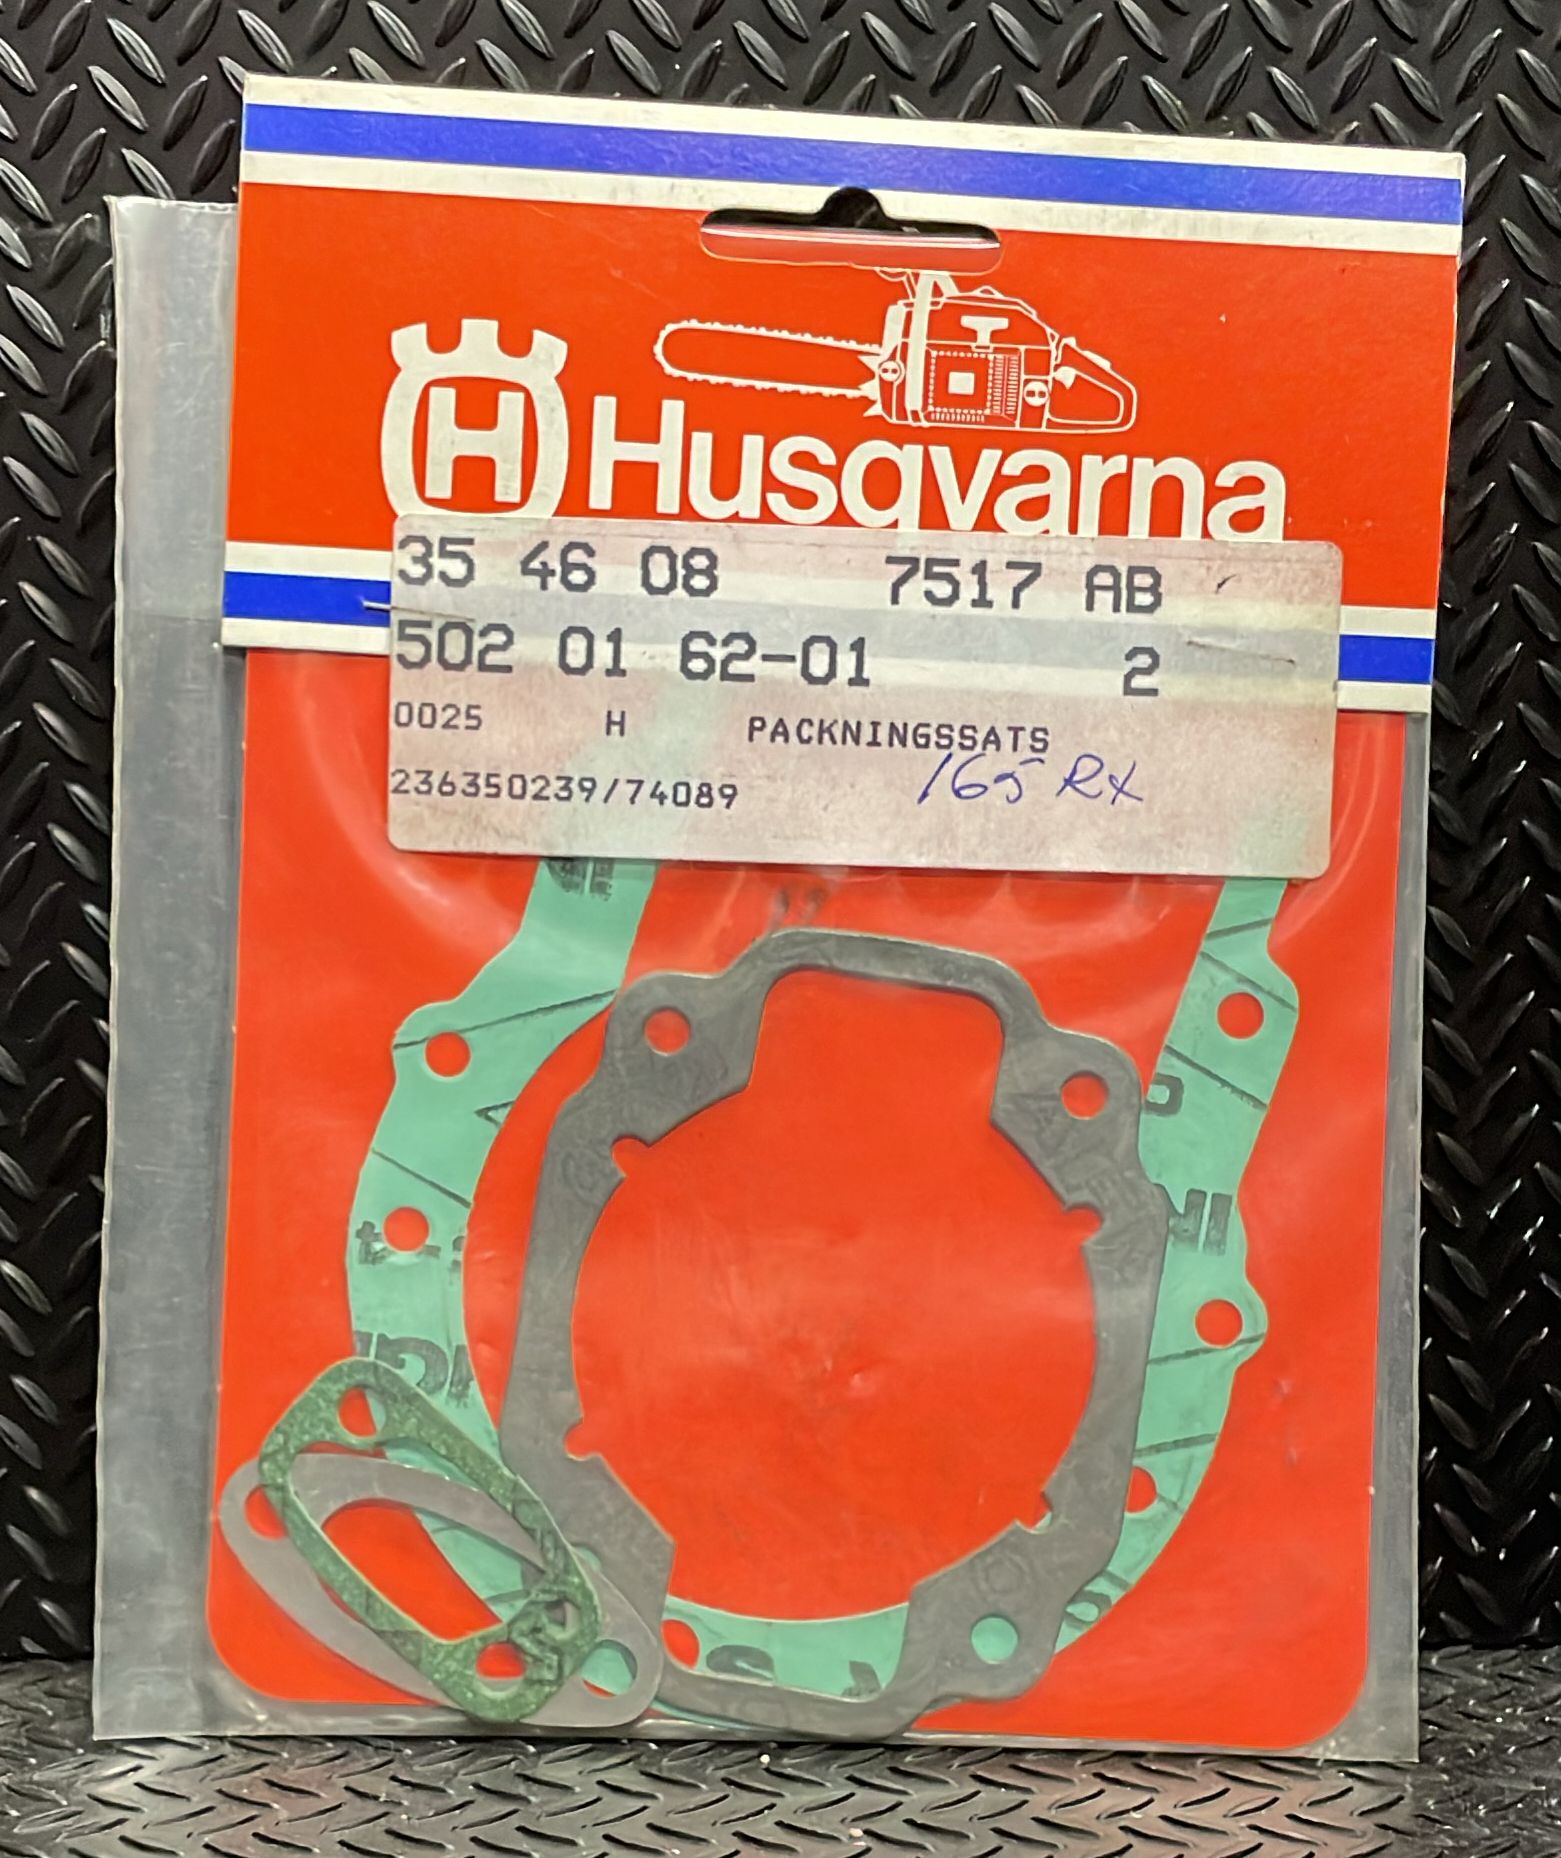 H Husqvarna
35 46 08 7517 AB
502 01 62-01 2
0025 H PACKNINGSSATS
236350239/74089 165 RX